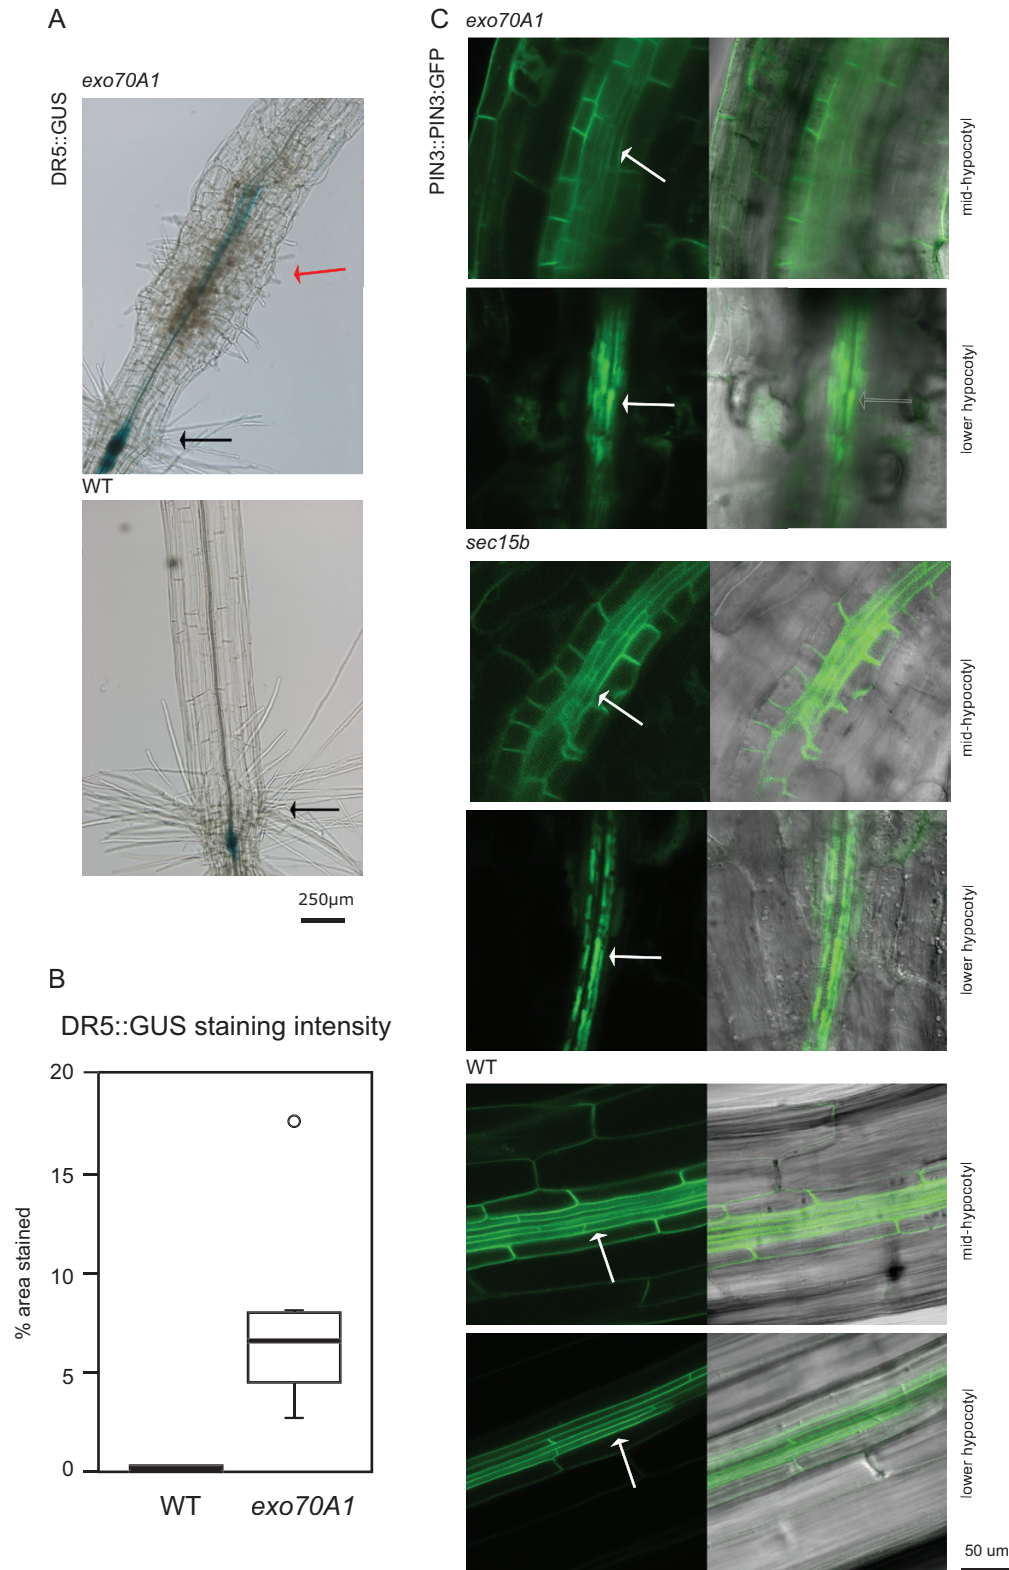 A
exo70A1
DR5::GUS
WT
250µm
B
DR5::GUS staining intensity
20
15
10
5
0
% area stained
WT
exo70A1
C
exo70A1
PIN3::PIN3:GFP
mid-hypocotyl
lower hypocotyl
sec15b
mid-hypocotyl
lower hypocotyl
WT
mid-hypocotyl
lower hypocotyl
50 um